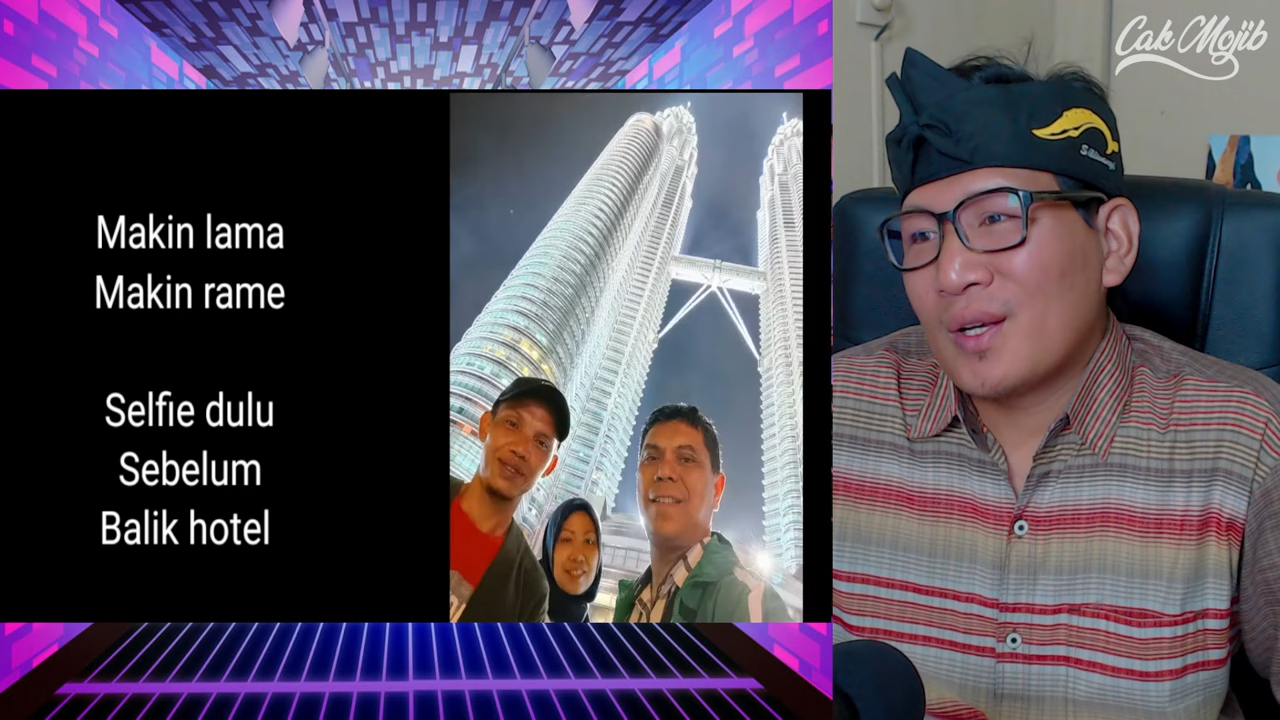 Makin lama
Makin rame
Selfie dulu
Sebelum
Balik hotel
Cak Mojib